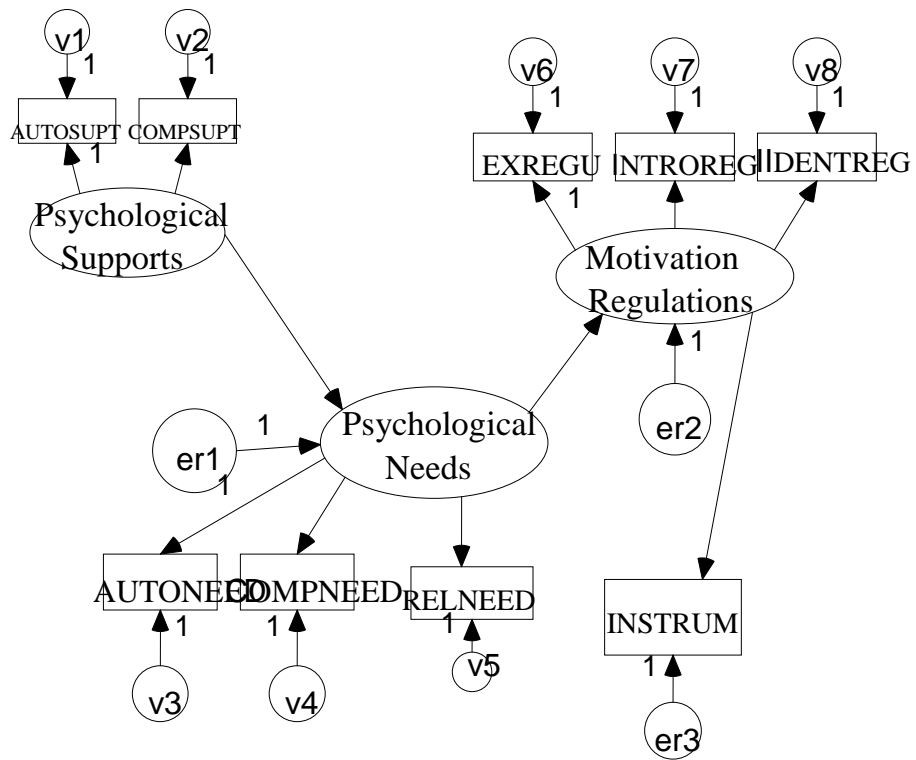 v1
v2
1
1
AUTOSUPT
COMPSUPT
1
Psychological
Supports
v6
v7
v8
1
1
1
EXREGU
INTROREG
IIDENTREG
1
Motivation
Regulations
1
er2
er1
1
1
Psychological
Needs
AUTONEED
COMPNEED
RELNEED
1
1
1
v3
v4
v5
INSTRUM
1
er3